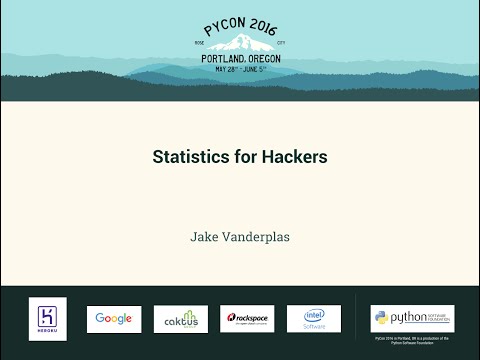 PYCON 2016
ROSE CITY
PORTLAND, OREGON
MAY 28TH - JUNE 5TH
Statistics for Hackers
Jake Vanderplas
HEROKU
Google
caktus
rackspace
intel
Software
python
SOFTWARE
FOUNDATION
PyCon 2016 in Portland, OR is a production of the
Python Software Foundation